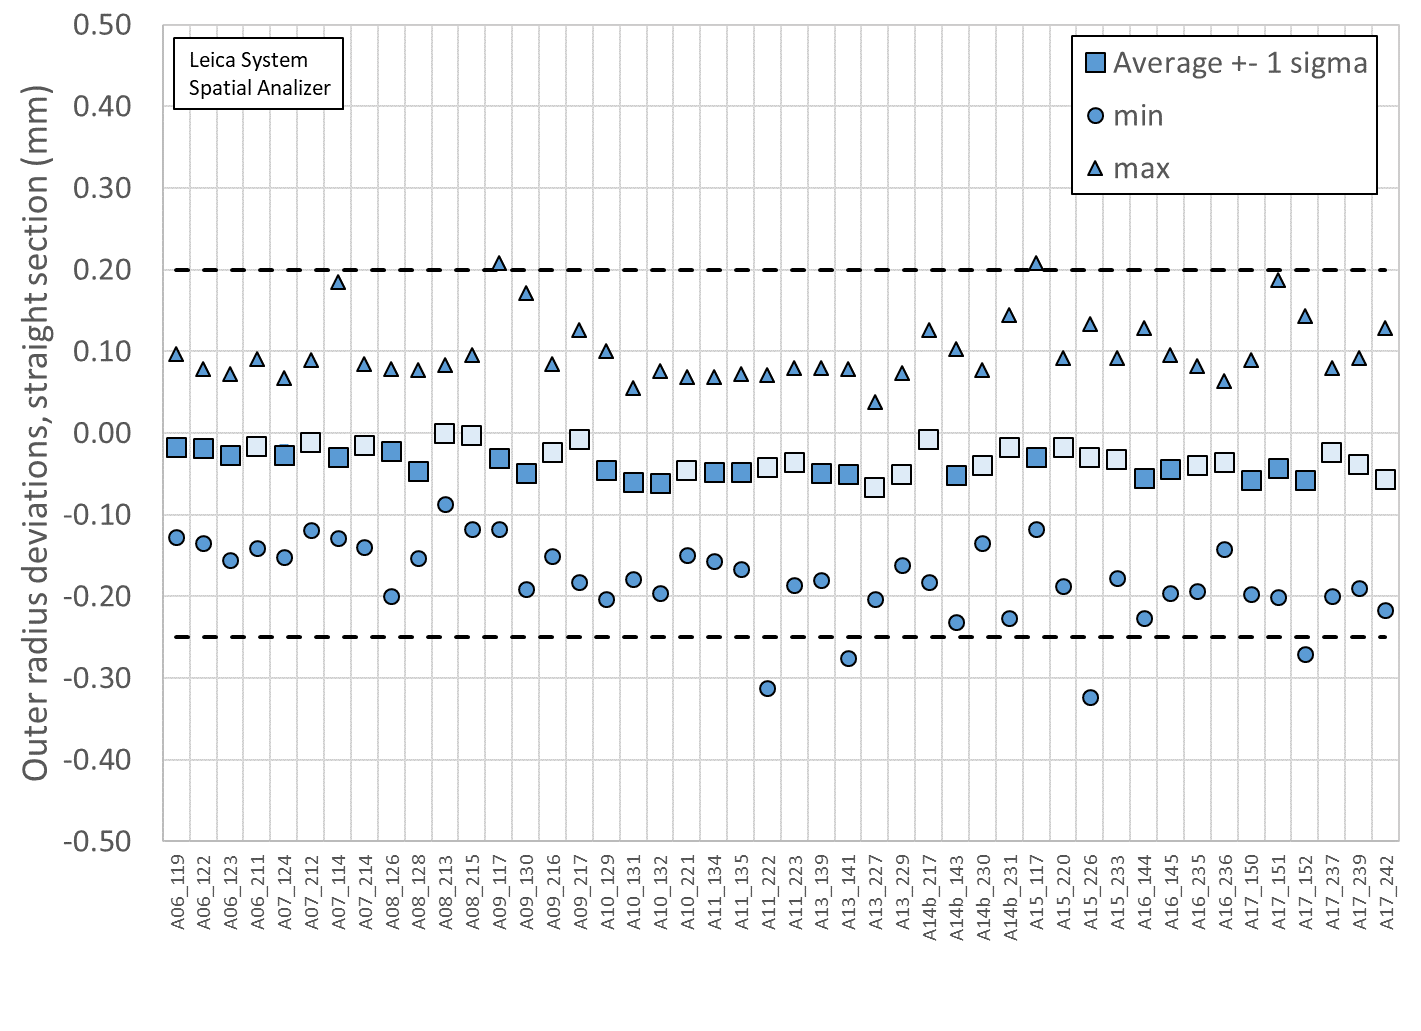 Outer radius deviations, straight section (mm)
0.50
0.40
0.30
0.20
0.10
0.00
-0.10
-0.20
-0.30
-0.40
-0.50
Leica System
Spatial Analizer
Average +- 1 sigma
min
max
A06_119
A06_122
A06_123
A06_211
A07_124
A07_212
A07_114
A07_214
A08_126
A08_128
A08_213
A08_215
A09_117
A09_130
A09_216
A09_217
A10_129
A10_131
A10_132
A10_221
A11_134
A11_135
A11_222
A11_223
A13_139
A13_141
A13_227
A13_229
A14b_217
A14b_143
A14b_230
A14b_231
A15_117
A15_220
A15_226
A15_233
A16_144
A16_145
A16_235
A16_236
A17_150
A17_151
A17_152
A17_237
A17_239
A17_242